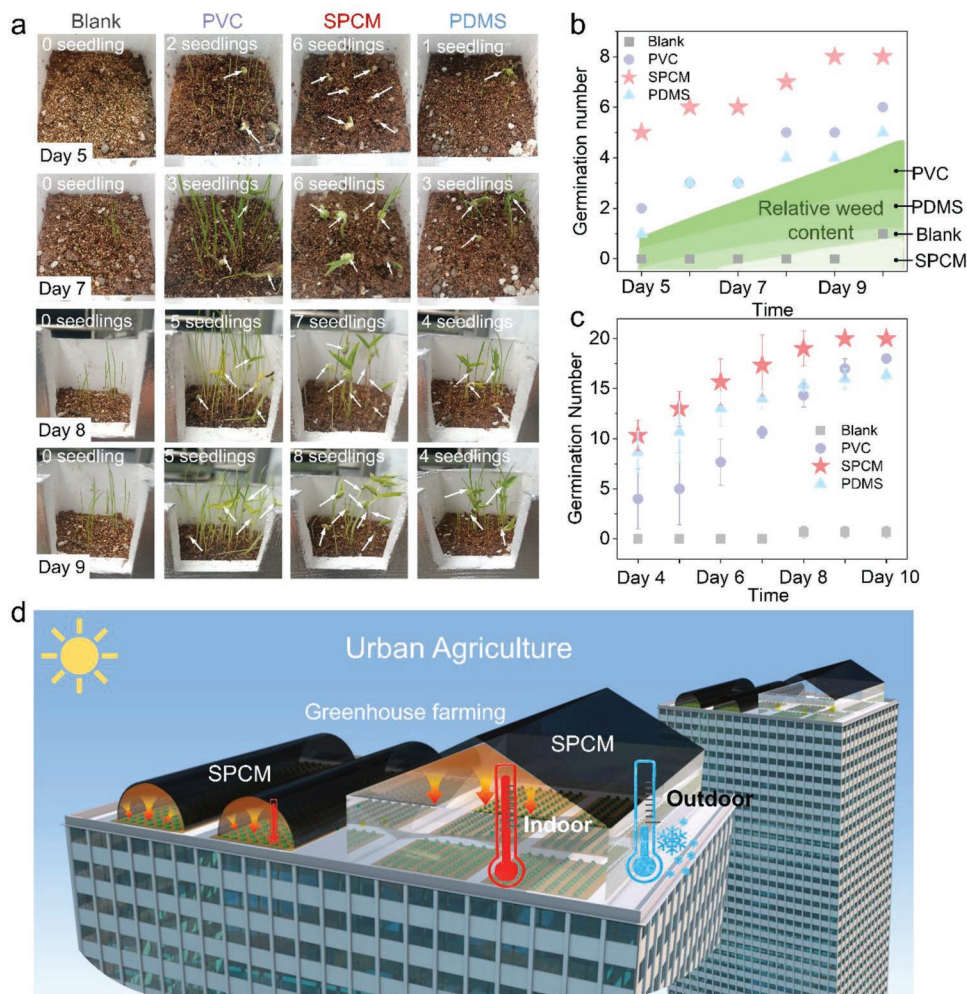 a
Blank PVC SPCM PDMS
0 seedling 2 seedlings 6 seedlings 1 seedling
Day 5
0 seedling 3 seedlings 6 seedlings 3 seedlings
Day 7
0 seedlings 5 seedlings 7 seedlings 4 seedlings
Day 8
0 seedling 5 seedlings 8 seedlings 4 seedlings
Day 9
b
Germination number
8
6
4
2
0
Blank
PVC
SPCM
PDMS
Relative weed
content
PVC
PDMS
Blank
SPCM
Day 5 Day 7 Day 9
Time
c
Germination Number
20
15
10
5
0
Blank
PVC
SPCM
PDMS
Day 4 Day 6 Day 8 Day 10
Time
d
Urban Agriculture
Greenhouse farming
SPCM
SPCM
Indoor
Outdoor